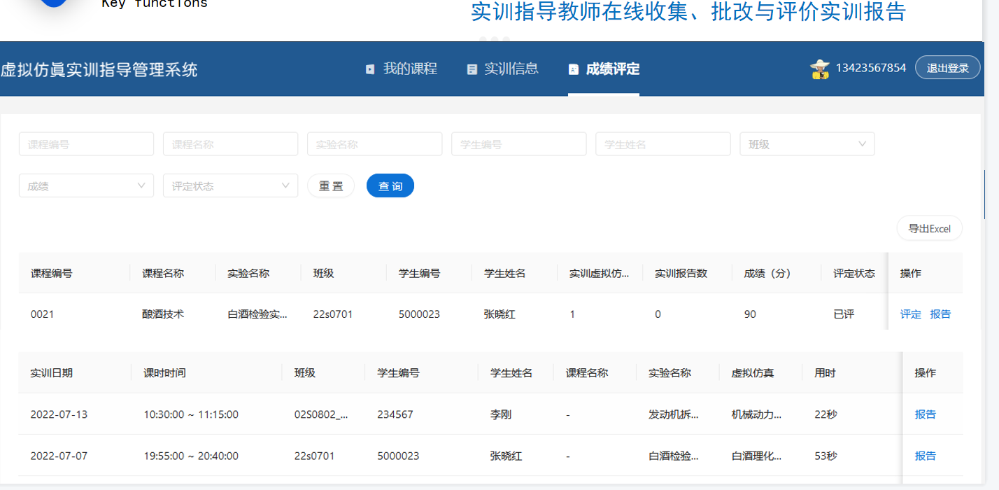 Key functions
实训指导教师在线收集、批改与评价实训报告
虚拟仿真实训指导管理系统 我的课程 实训信息 成绩评定 13423567854 退出登录
课程编号 课程名称 实验名称 学生编号 学生姓名 班级
成绩 评定状态 重置 查询
导出Excel
课程编号 课程名称 实验名称 班级 学生编号 学生姓名 实训虚拟仿... 实训报告数 成绩（分） 评定状态 操作
0021 酿酒技术 白酒检验实... 22s0701 5000023 张晓红 1 0 90 已评 评定 报告
实训日期 课时时间 班级 学生编号 学生姓名 课程名称 实验名称 虚拟仿真 用时 操作
2022-07-13 10:30:00 ~ 11:15:00 02S0802_... 234567 李刚 - 发动机拆... 机械动力... 22秒 报告
2022-07-07 19:55:00 ~ 20:40:00 22s0701 5000023 张晓红 - 白酒检验... 白酒理化... 53秒 报告